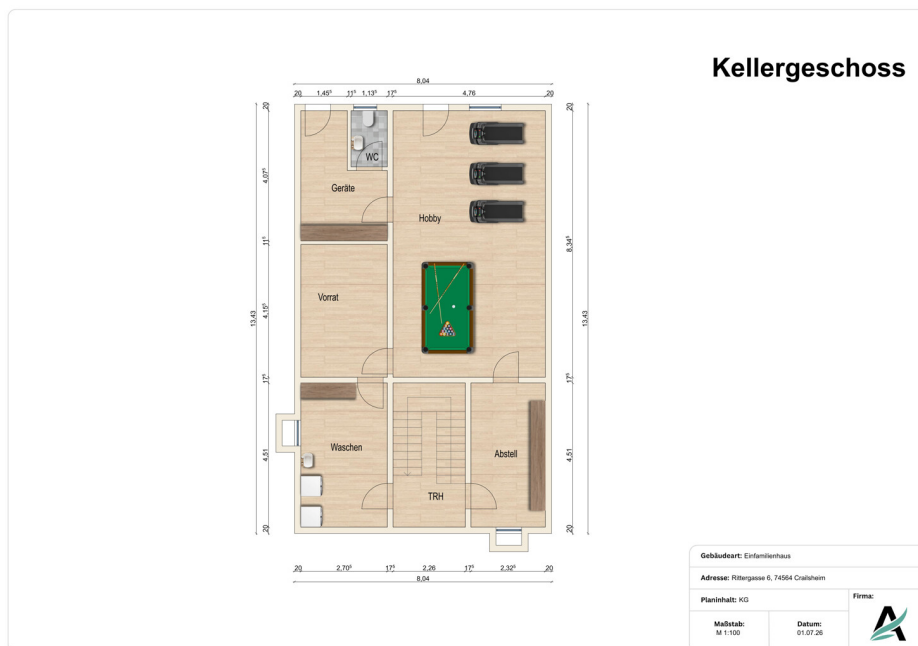 Kellergeschoss
8,04
20 1,45⁵ 11⁵ 1,13⁵ 17⁵ 4,76 20
20
20
WC
4,07⁵
Geräte
Hobby
11⁵
8,34⁵
Vorrat
4,15⁵
13,43
13,43
17⁵
17⁵
Waschen
4,51
Abstell
4,51
TRH
20
20
20 2,70⁵ 17⁵ 2,26 17⁵ 2,32⁵ 20
8,04
Gebäudeart: Einfamilienhaus
Adresse: Rittergasse 6, 74564 Crailsheim
Planinhalt: KG
Firma:
Maßstab:
M 1:100
Datum:
01.07.26